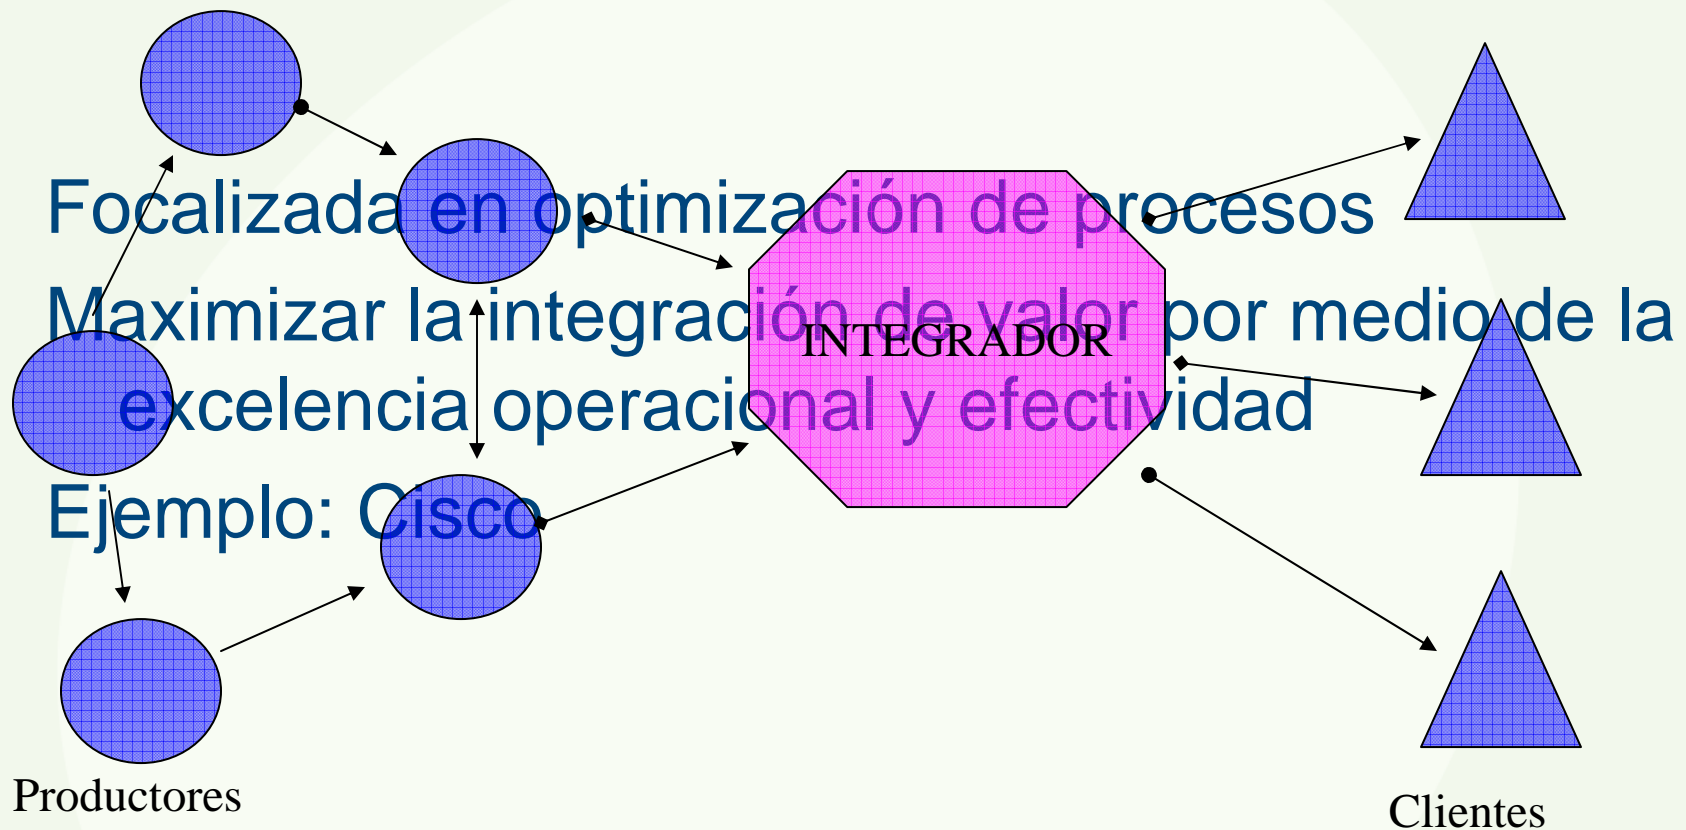 Focalizada en optimización de procesos
Maximizar la integración de valor por medio de la
excelencia operacional y efectividad
Ejemplo: Cisco
INTEGRADOR
Productores
Clientes